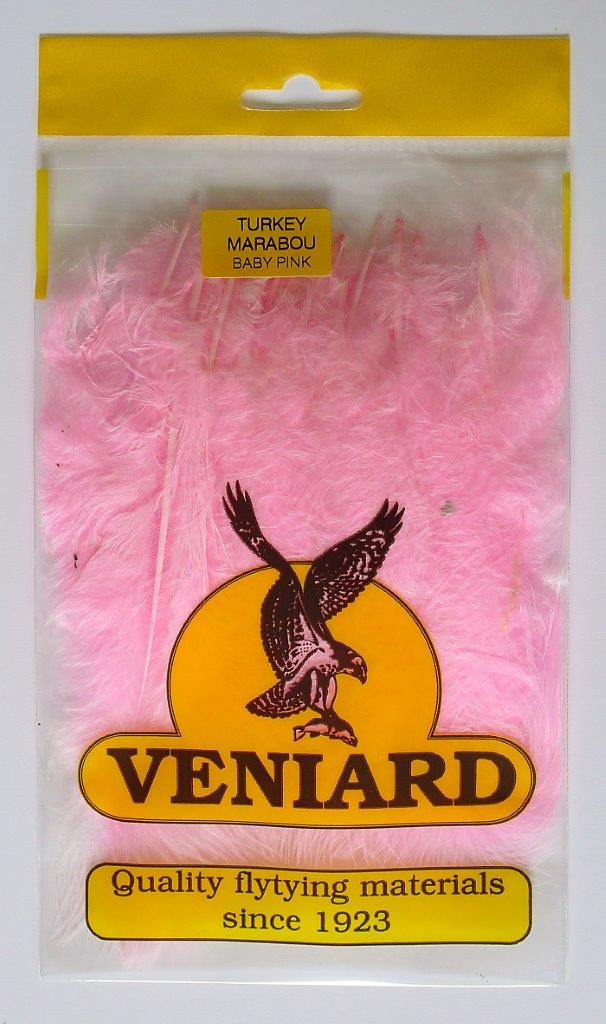 TURKEY
MARABOU
BABY PINK
VENIARD
Quality flytying materials
since 1923